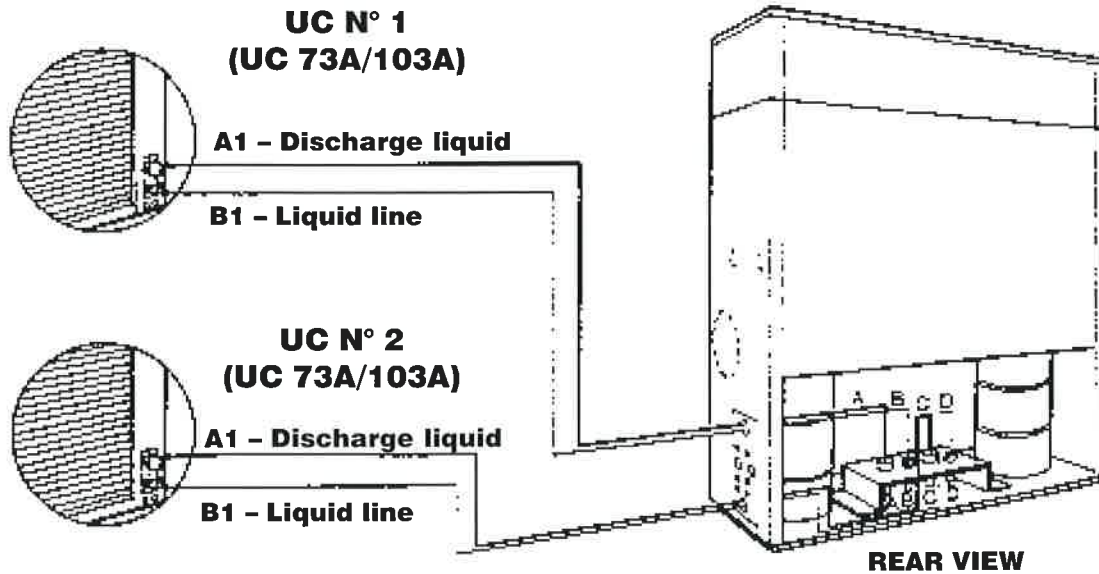 UC N° 1
(UC 73A/103A)
A1 – Discharge liquid
B1 – Liquid line
UC N° 2
(UC 73A/103A)
A1 – Discharge liquid
B1 – Liquid line
A B C D
A B C D
REAR VIEW